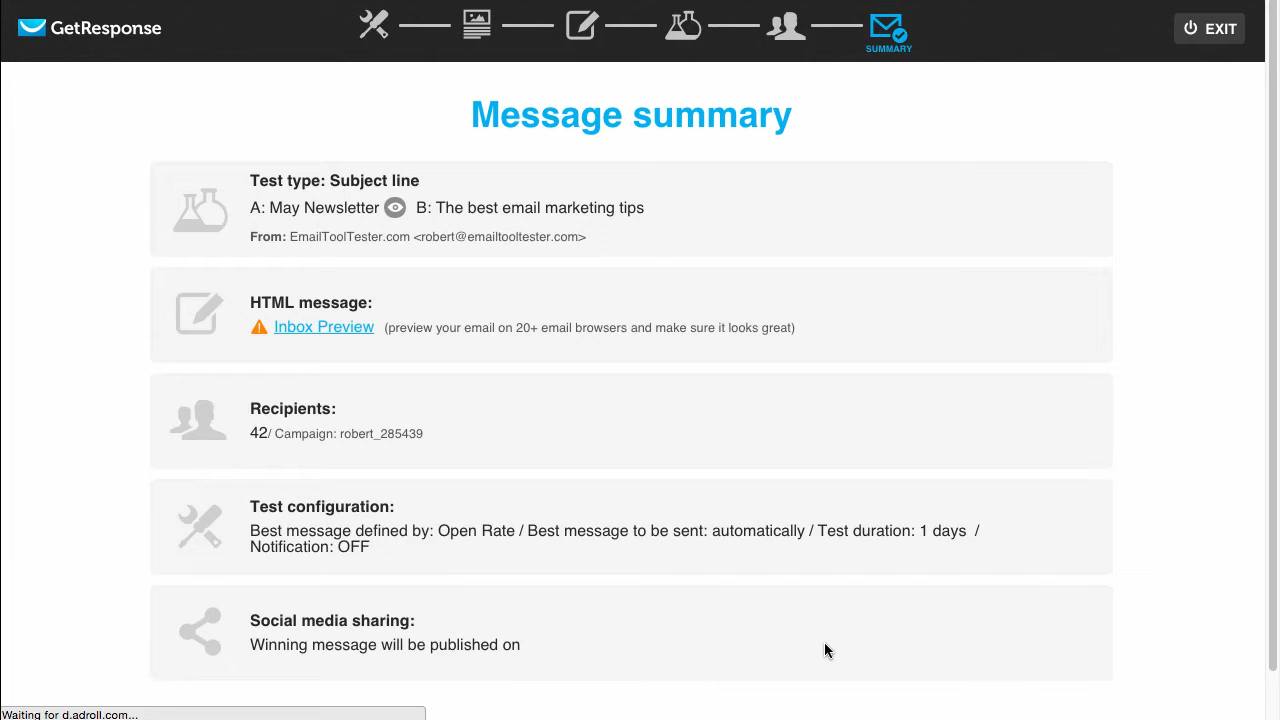 GetResponse
SUMMARY
EXIT
Message summary
Test type: Subject line
A: May Newsletter B: The best email marketing tips
From: EmailToolTester.com <robert@emailtooltester.com>
HTML message:
Inbox Preview (preview your email on 20+ email browsers and make sure it looks great)
Recipients:
42/ Campaign: robert_285439
Test configuration:
Best message defined by: Open Rate / Best message to be sent: automatically / Test duration: 1 days /
Notification: OFF
Social media sharing:
Winning message will be published on
Waiting for d.adroll.com...